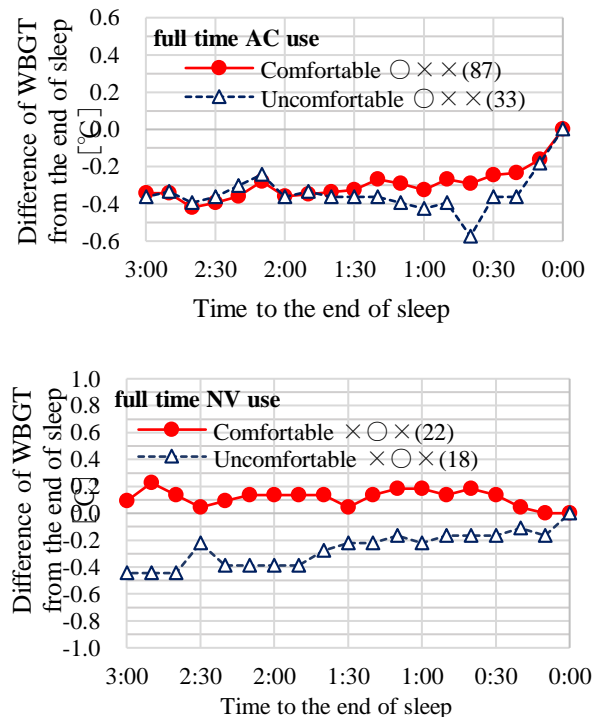 full time AC use
Comfortable ○××(87)
Uncomfortable ○××(33)
Difference of WBGT
from the end of sleep
[℃]
0.6
0.4
0.2
0.0
-0.2
-0.4
-0.6
3:00 2:30 2:00 1:30 1:00 0:30 0:00
Time to the end of sleep
full time NV use
Comfortable ×○×(22)
Uncomfortable ×○×(18)
Difference of WBGT
from the end of sleep
[℃]
1.0
0.8
0.6
0.4
0.2
0.0
-0.2
-0.4
-0.6
-0.8
-1.0
3:00 2:30 2:00 1:30 1:00 0:30 0:00
Time to the end of sleep